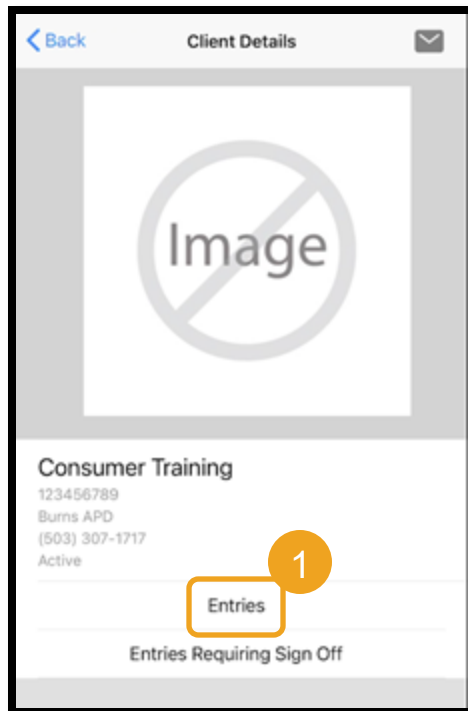 Back
Client Details
Image
Consumer Training
123456789
Burns APD
(503) 307-1717
Active
1
Entries
Entries Requiring Sign Off